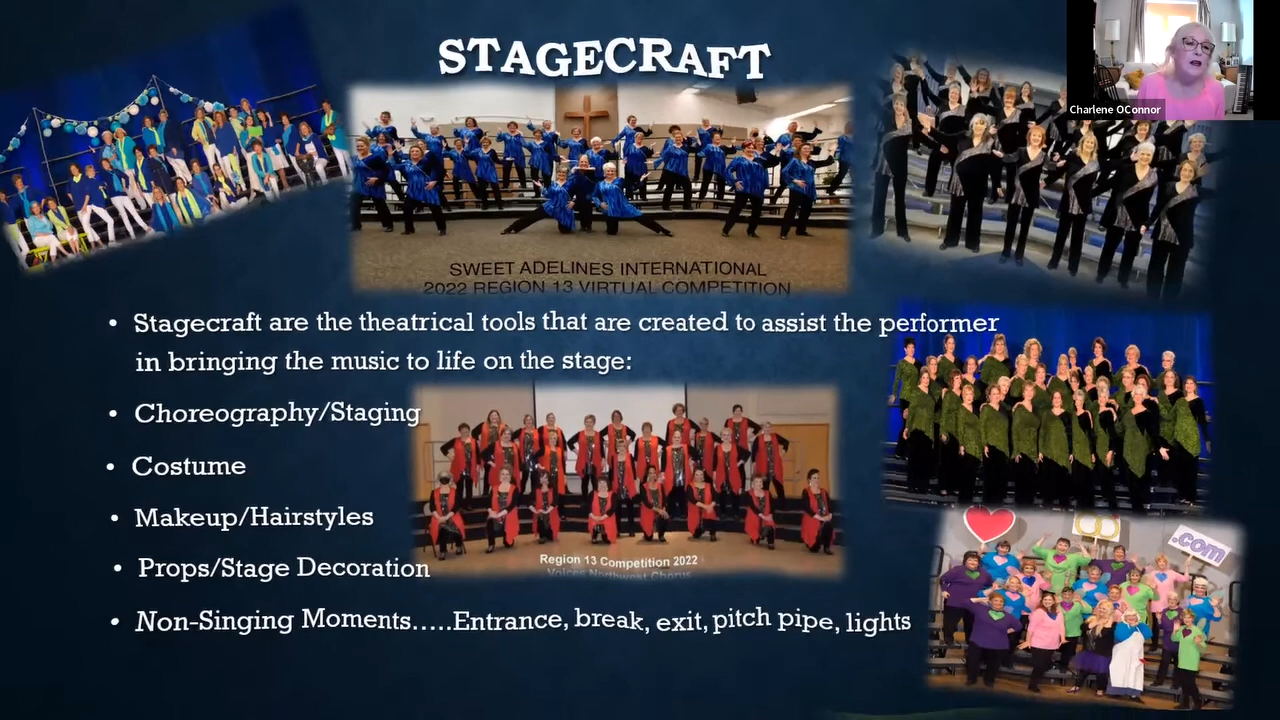 STAGECRAFT
Charlene OConnor
SWEET ADELINES INTERNATIONAL
2022 REGION 13 VIRTUAL COMPETITION
• Stagecraft are the theatrical tools that are created to assist the performer
in bringing the music to life on the stage:
• Choreography/Staging
• Costume
• Makeup/Hairstyles
• Props/Stage Decoration
• Non-Singing Moments.....Entrance, break, exit, pitch pipe, lights
Region 13 Competition 2022
Voices Northwest Chorus
.com